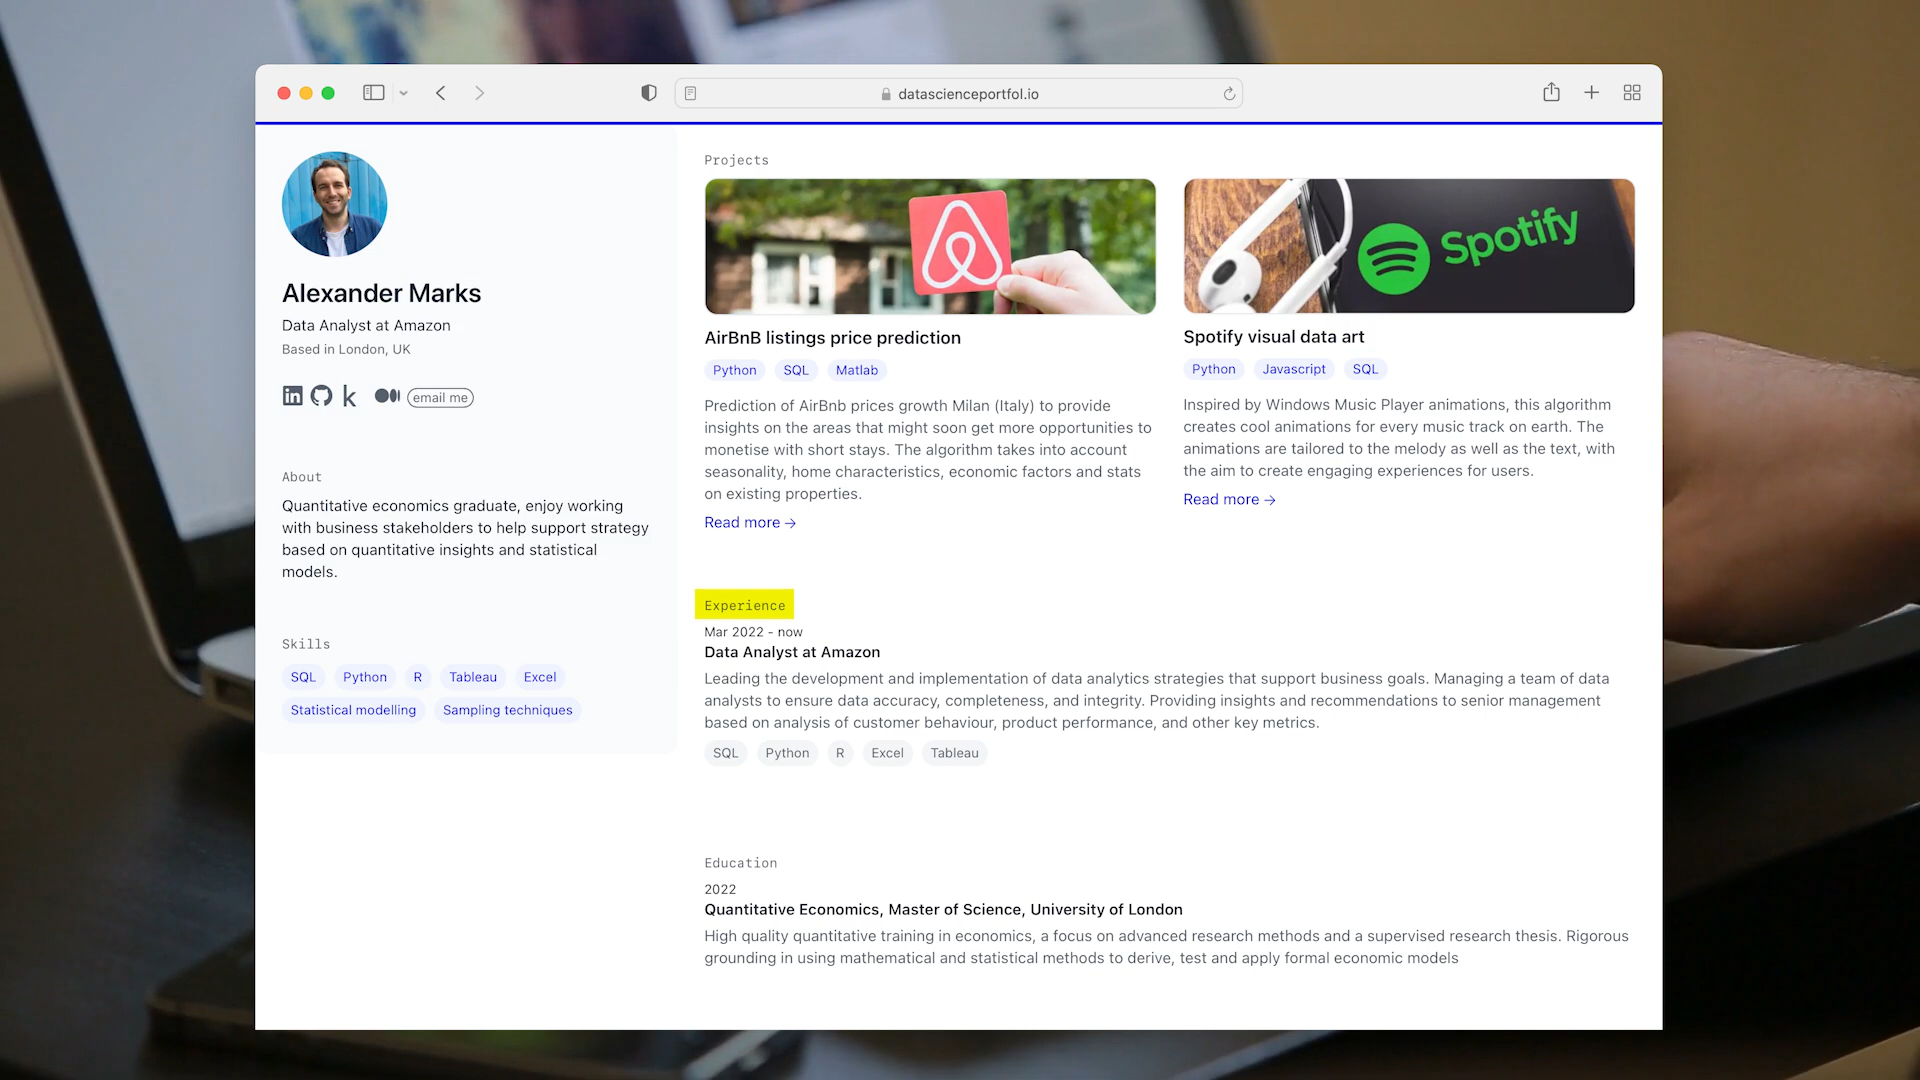 datascienceportfol.io
Alexander Marks
Data Analyst at Amazon
Based in London, UK
in
k
email me
About
Quantitative economics graduate, enjoy working
with business stakeholders to help support strategy
based on quantitative insights and statistical
models.
Skills
SQL Python R Tableau Excel
Statistical modelling Sampling techniques
Projects
AirBnB listings price prediction
Python SQL Matlab
Prediction of AirBnb prices growth Milan (Italy) to provide
insights on the areas that might soon get more opportunities to
monetise with short stays. The algorithm takes into account
seasonality, home characteristics, economic factors and stats
on existing properties.
Read more →
Spotify
Spotify visual data art
Python Javascript SQL
Inspired by Windows Music Player animations, this algorithm
creates cool animations for every music track on earth. The
animations are tailored to the melody as well as the text, with
the aim to create engaging experiences for users.
Read more →
Experience
Mar 2022 - now
Data Analyst at Amazon
Leading the development and implementation of data analytics strategies that support business goals. Managing a team of data
analysts to ensure data accuracy, completeness, and integrity. Providing insights and recommendations to senior management
based on analysis of customer behaviour, product performance, and other key metrics.
SQL Python R Excel Tableau
Education
2022
Quantitative Economics, Master of Science, University of London
High quality quantitative training in economics, a focus on advanced research methods and a supervised research thesis. Rigorous
grounding in using mathematical and statistical methods to derive, test and apply formal economic models